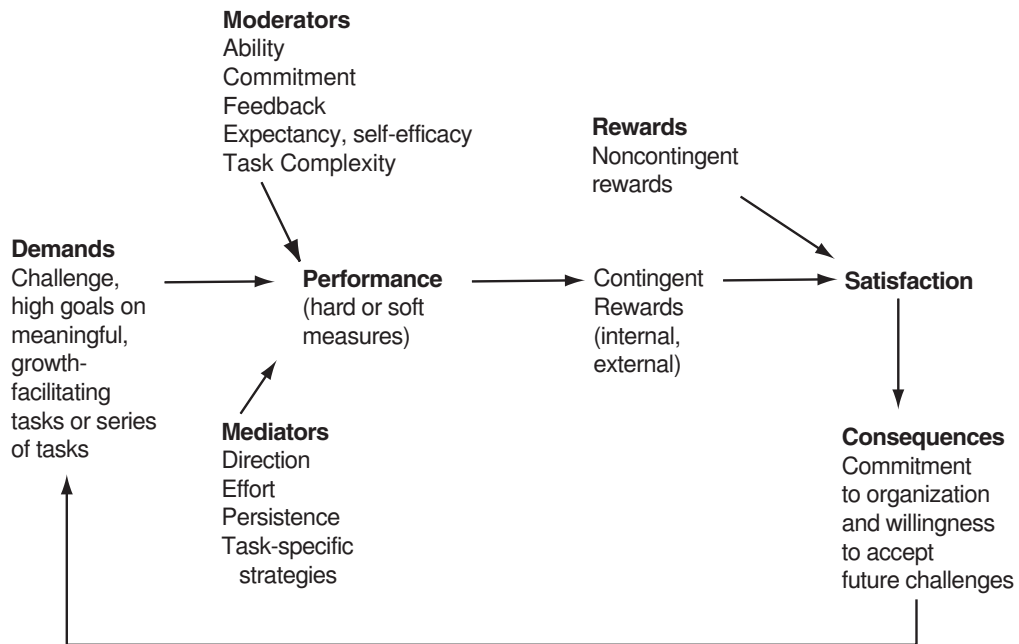 Moderators
Ability
Commitment
Feedback
Expectancy, self-efficacy
Task Complexity
Rewards
Noncontingent
rewards
Demands
Challenge,
high goals on
meaningful,
growth-
facilitating
tasks or series
of tasks
Performance
(hard or soft
measures)
Contingent
Rewards
(internal,
external)
Satisfaction
Mediators
Direction
Effort
Persistence
Task-specific
strategies
Consequences
Commitment
to organization
and willingness
to accept
future challenges